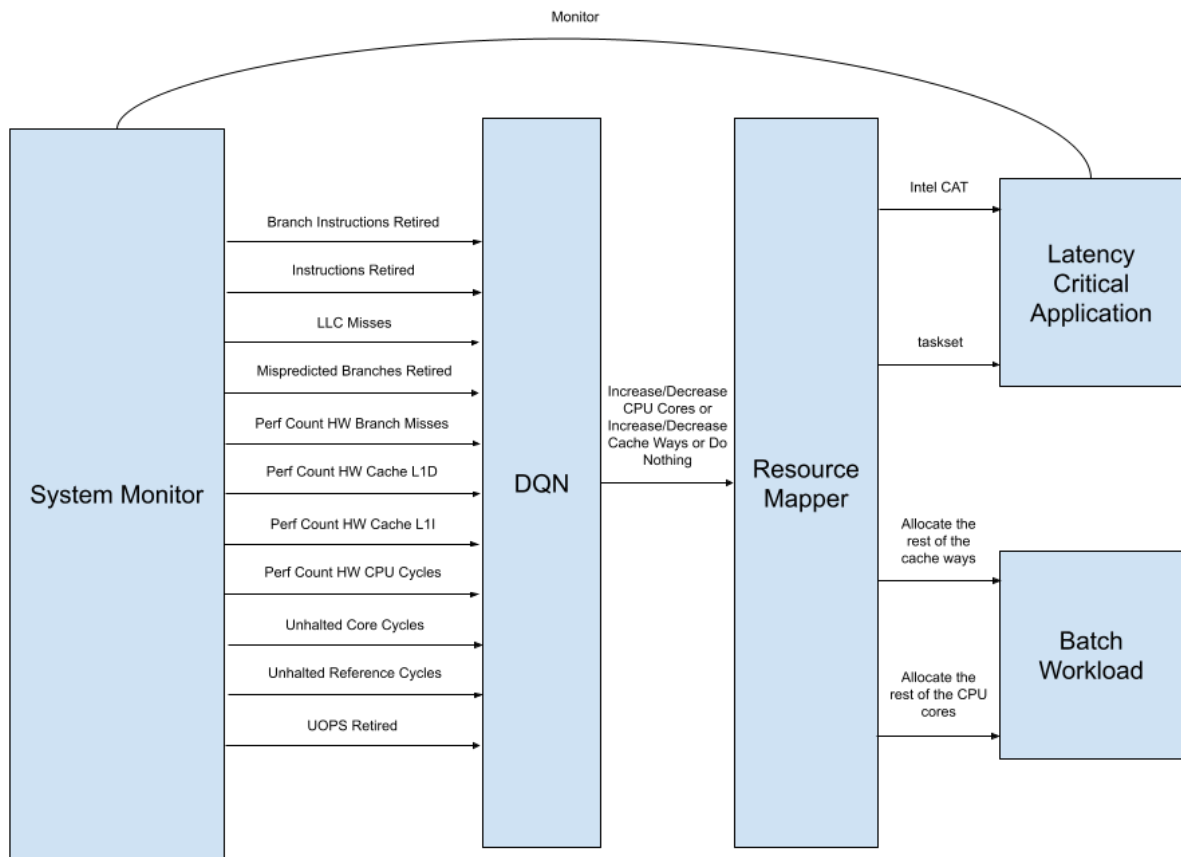 Monitor
System Monitor
Branch Instructions Retired
Instructions Retired
LLC Misses
Mispredicted Branches Retired
Perf Count HW Branch Misses
Perf Count HW Cache L1D
Perf Count HW Cache L1I
Perf Count HW CPU Cycles
Unhalted Core Cycles
Unhalted Reference Cycles
UOPS Retired
DQN
Increase/Decrease
CPU Cores or
Increase/Decrease
Cache Ways or Do
Nothing
Resource
Mapper
Intel CAT
taskset
Latency
Critical
Application
Allocate the
rest of the
cache ways
Allocate the
rest of the CPU
cores
Batch
Workload